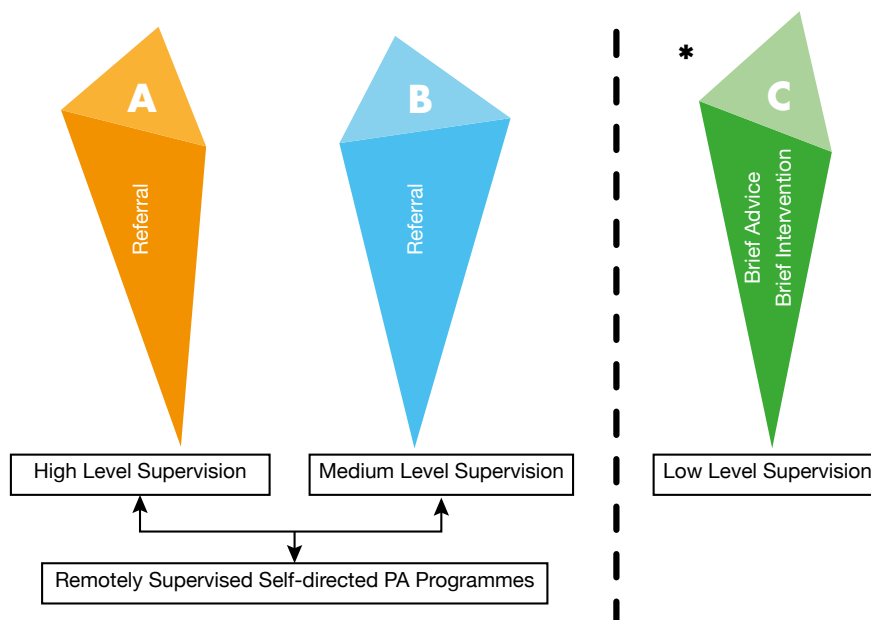 A
B
*
C
Referral
Referral
Brief Advice
Brief Intervention
High Level Supervision
Medium Level Supervision
Low Level Supervision
Remotely Supervised Self-directed PA Programmes